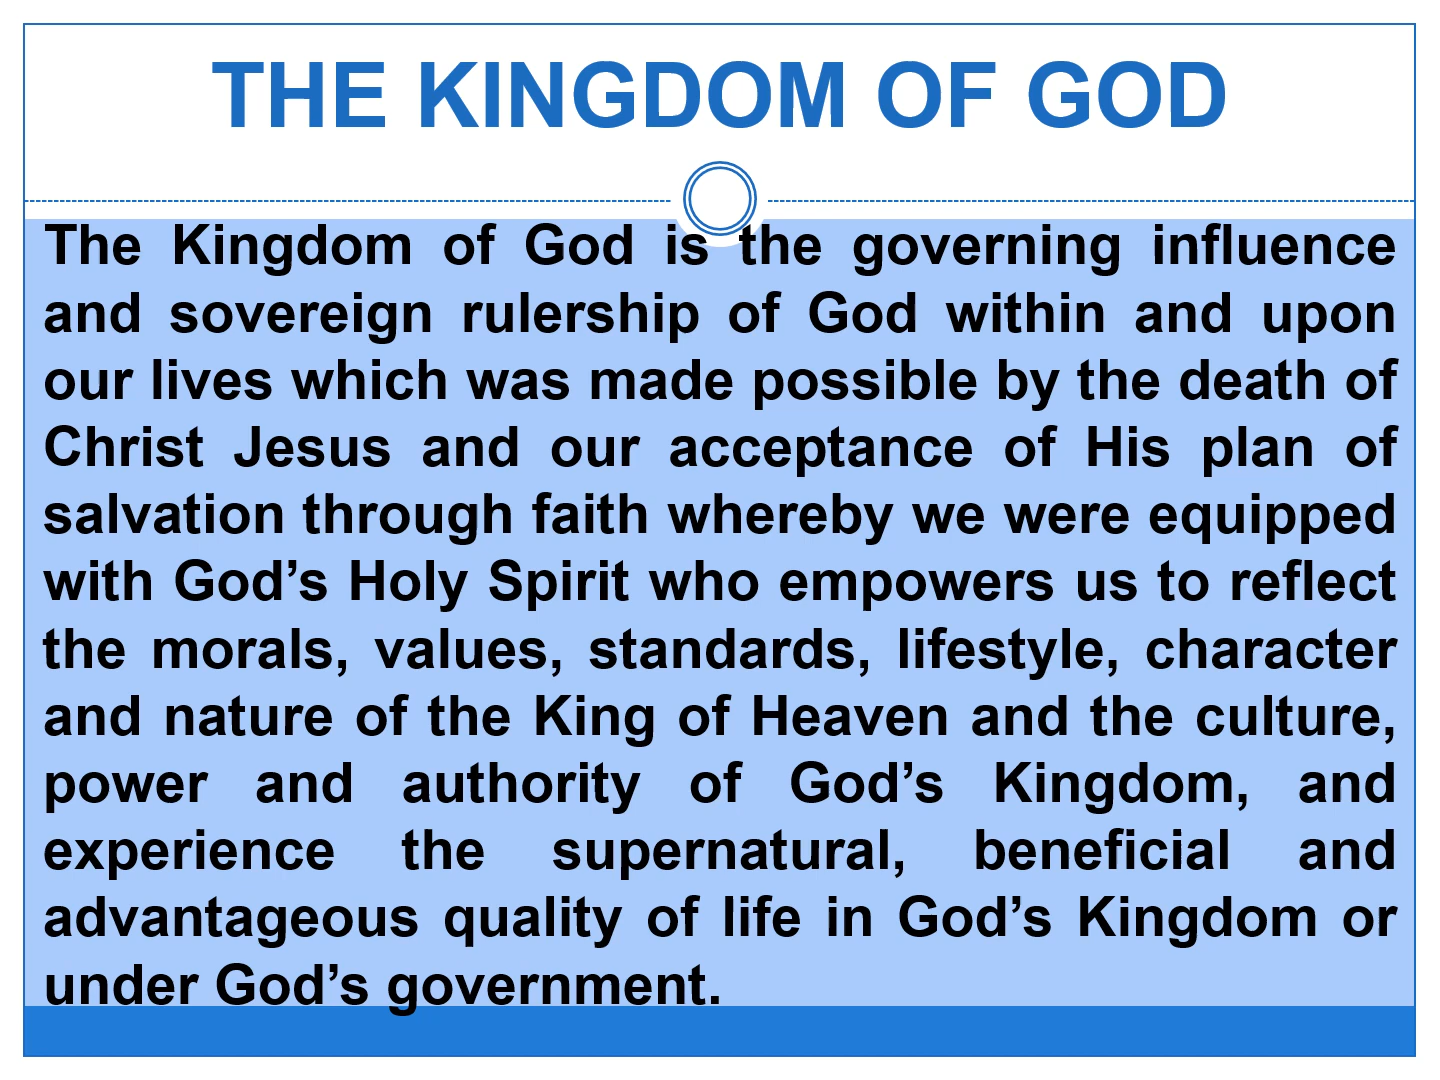 THE KINGDOM OF GOD
The Kingdom of God is the governing influence
and sovereign rulership of God within and upon
our lives which was made possible by the death of
Christ Jesus and our acceptance of His plan of
salvation through faith whereby we were equipped
with God’s Holy Spirit who empowers us to reflect
the morals, values, standards, lifestyle, character
and nature of the King of Heaven and the culture,
power and authority of God’s Kingdom, and
experience the supernatural, beneficial and
advantageous quality of life in God’s Kingdom or
under God’s government.